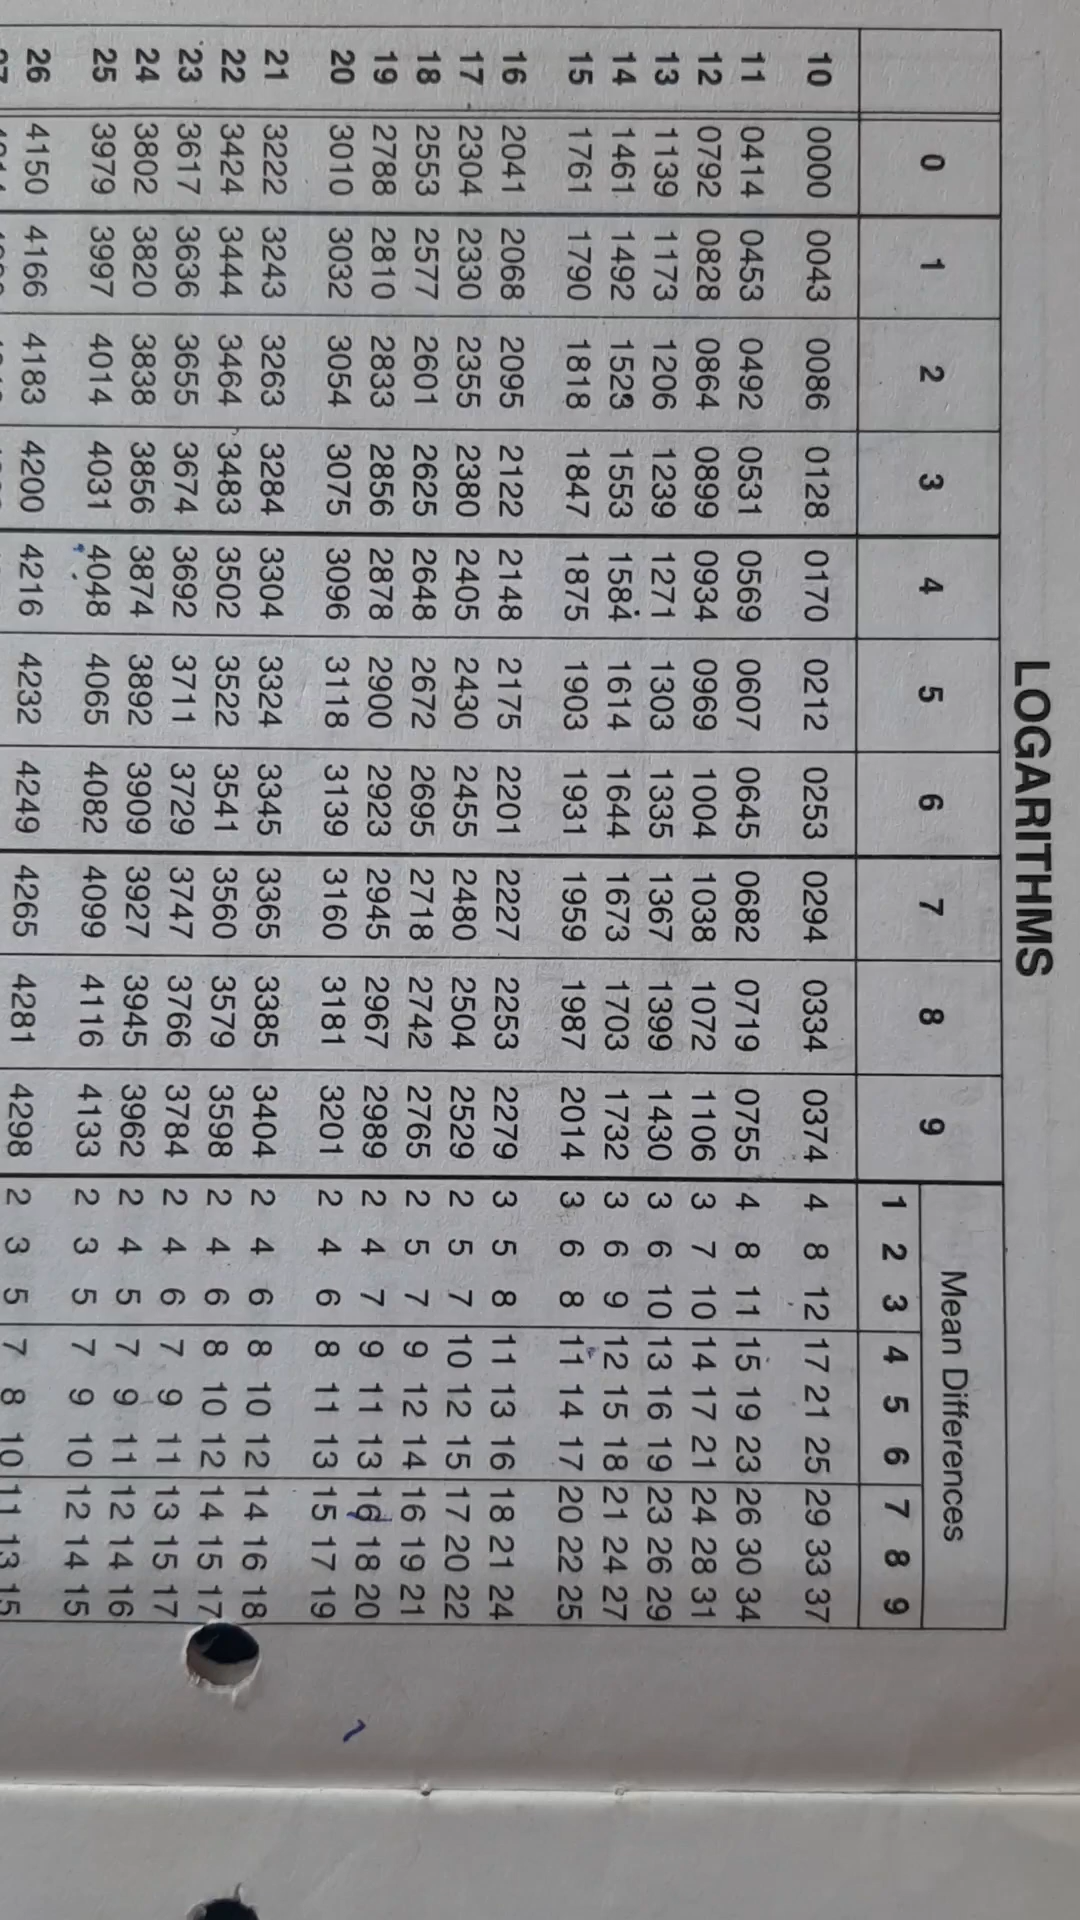 LOGARITHMS
0 1 2 3 4 5 6 7 8 9 Mean Differences
1 2 3 4 5 6 7 8 9
10 0000 0043 0086 0128 0170 0212 0253 0294 0334 0374 4 8 12 17 21 25 29 33 37
11 0414 0453 0492 0531 0569 0607 0645 0682 0719 0755 4 8 11 15 19 23 26 30 34
12 0792 0828 0864 0899 0934 0969 1004 1038 1072 1106 3 7 10 14 17 21 24 28 31
13 1139 1173 1206 1239 1271 1303 1335 1367 1399 1430 3 6 10 13 16 19 23 26 29
14 1461 1492 1523 1553 1584 1614 1644 1673 1703 1732 3 6 9 12 15 18 21 24 27
15 1761 1790 1818 1847 1875 1903 1931 1959 1987 2014 3 6 8 11 14 17 20 22 25
16 2041 2068 2095 2122 2148 2175 2201 2227 2253 2279 3 5 8 11 13 16 18 21 24
17 2304 2330 2355 2380 2405 2430 2455 2480 2504 2529 2 5 7 10 12 15 17 20 22
18 2553 2577 2601 2625 2648 2672 2695 2718 2742 2765 2 5 7 9 12 14 16 19 21
19 2788 2810 2833 2856 2878 2900 2923 2945 2967 2989 2 4 7 9 11 13 16 18 20
20 3010 3032 3054 3075 3096 3118 3139 3160 3181 3201 2 4 6 8 11 13 15 17 19
21 3222 3243 3263 3284 3304 3324 3345 3365 3385 3404 2 4 6 8 10 12 14 16 18
22 3424 3444 3464 3483 3502 3522 3541 3560 3579 3598 2 4 6 8 10 12 14 15 17
23 3617 3636 3655 3674 3692 3711 3729 3747 3766 3784 2 4 6 7 9 11 13 15 17
24 3802 3820 3838 3856 3874 3892 3909 3927 3945 3962 2 4 5 7 9 11 12 14 16
25 3979 3997 4014 4031 4048 4065 4082 4099 4116 4133 2 3 5 7 9 10 12 14 15
26 4150 4166 4183 4200 4216 4232 4249 4265 4281 4298 2 3 5 7 8 10 11 13 15